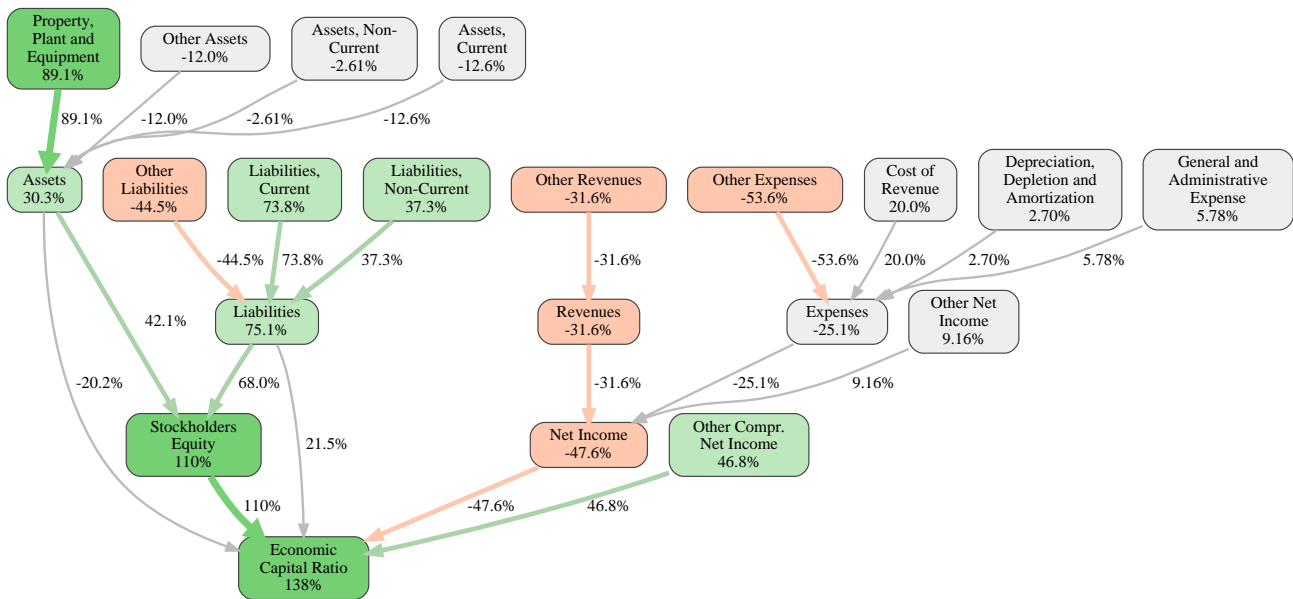 Property,
Plant and
Equipment
89.1%
Other Assets
-12.0%
Assets, Non-
Current
-2.61%
Assets,
Current
-12.6%
89.1%
-12.0%
-2.61%
-12.6%
Assets
30.3%
Other
Liabilities
-44.5%
Liabilities,
Current
73.8%
Liabilities,
Non-Current
37.3%
Other Revenues
-31.6%
Other Expenses
-53.6%
Cost of
Revenue
20.0%
Depreciation,
Depletion and
Amortization
2.70%
General and
Administrative
Expense
5.78%
-44.5%
73.8%
37.3%
-31.6%
-53.6%
20.0%
2.70%
5.78%
Liabilities
75.1%
Revenues
-31.6%
Expenses
-25.1%
Other Net
Income
9.16%
42.1%
-20.2%
68.0%
-31.6%
-25.1%
9.16%
Stockholders
Equity
110%
21.5%
Net Income
-47.6%
Other Compr.
Net Income
46.8%
110%
-47.6%
46.8%
Economic
Capital Ratio
138%